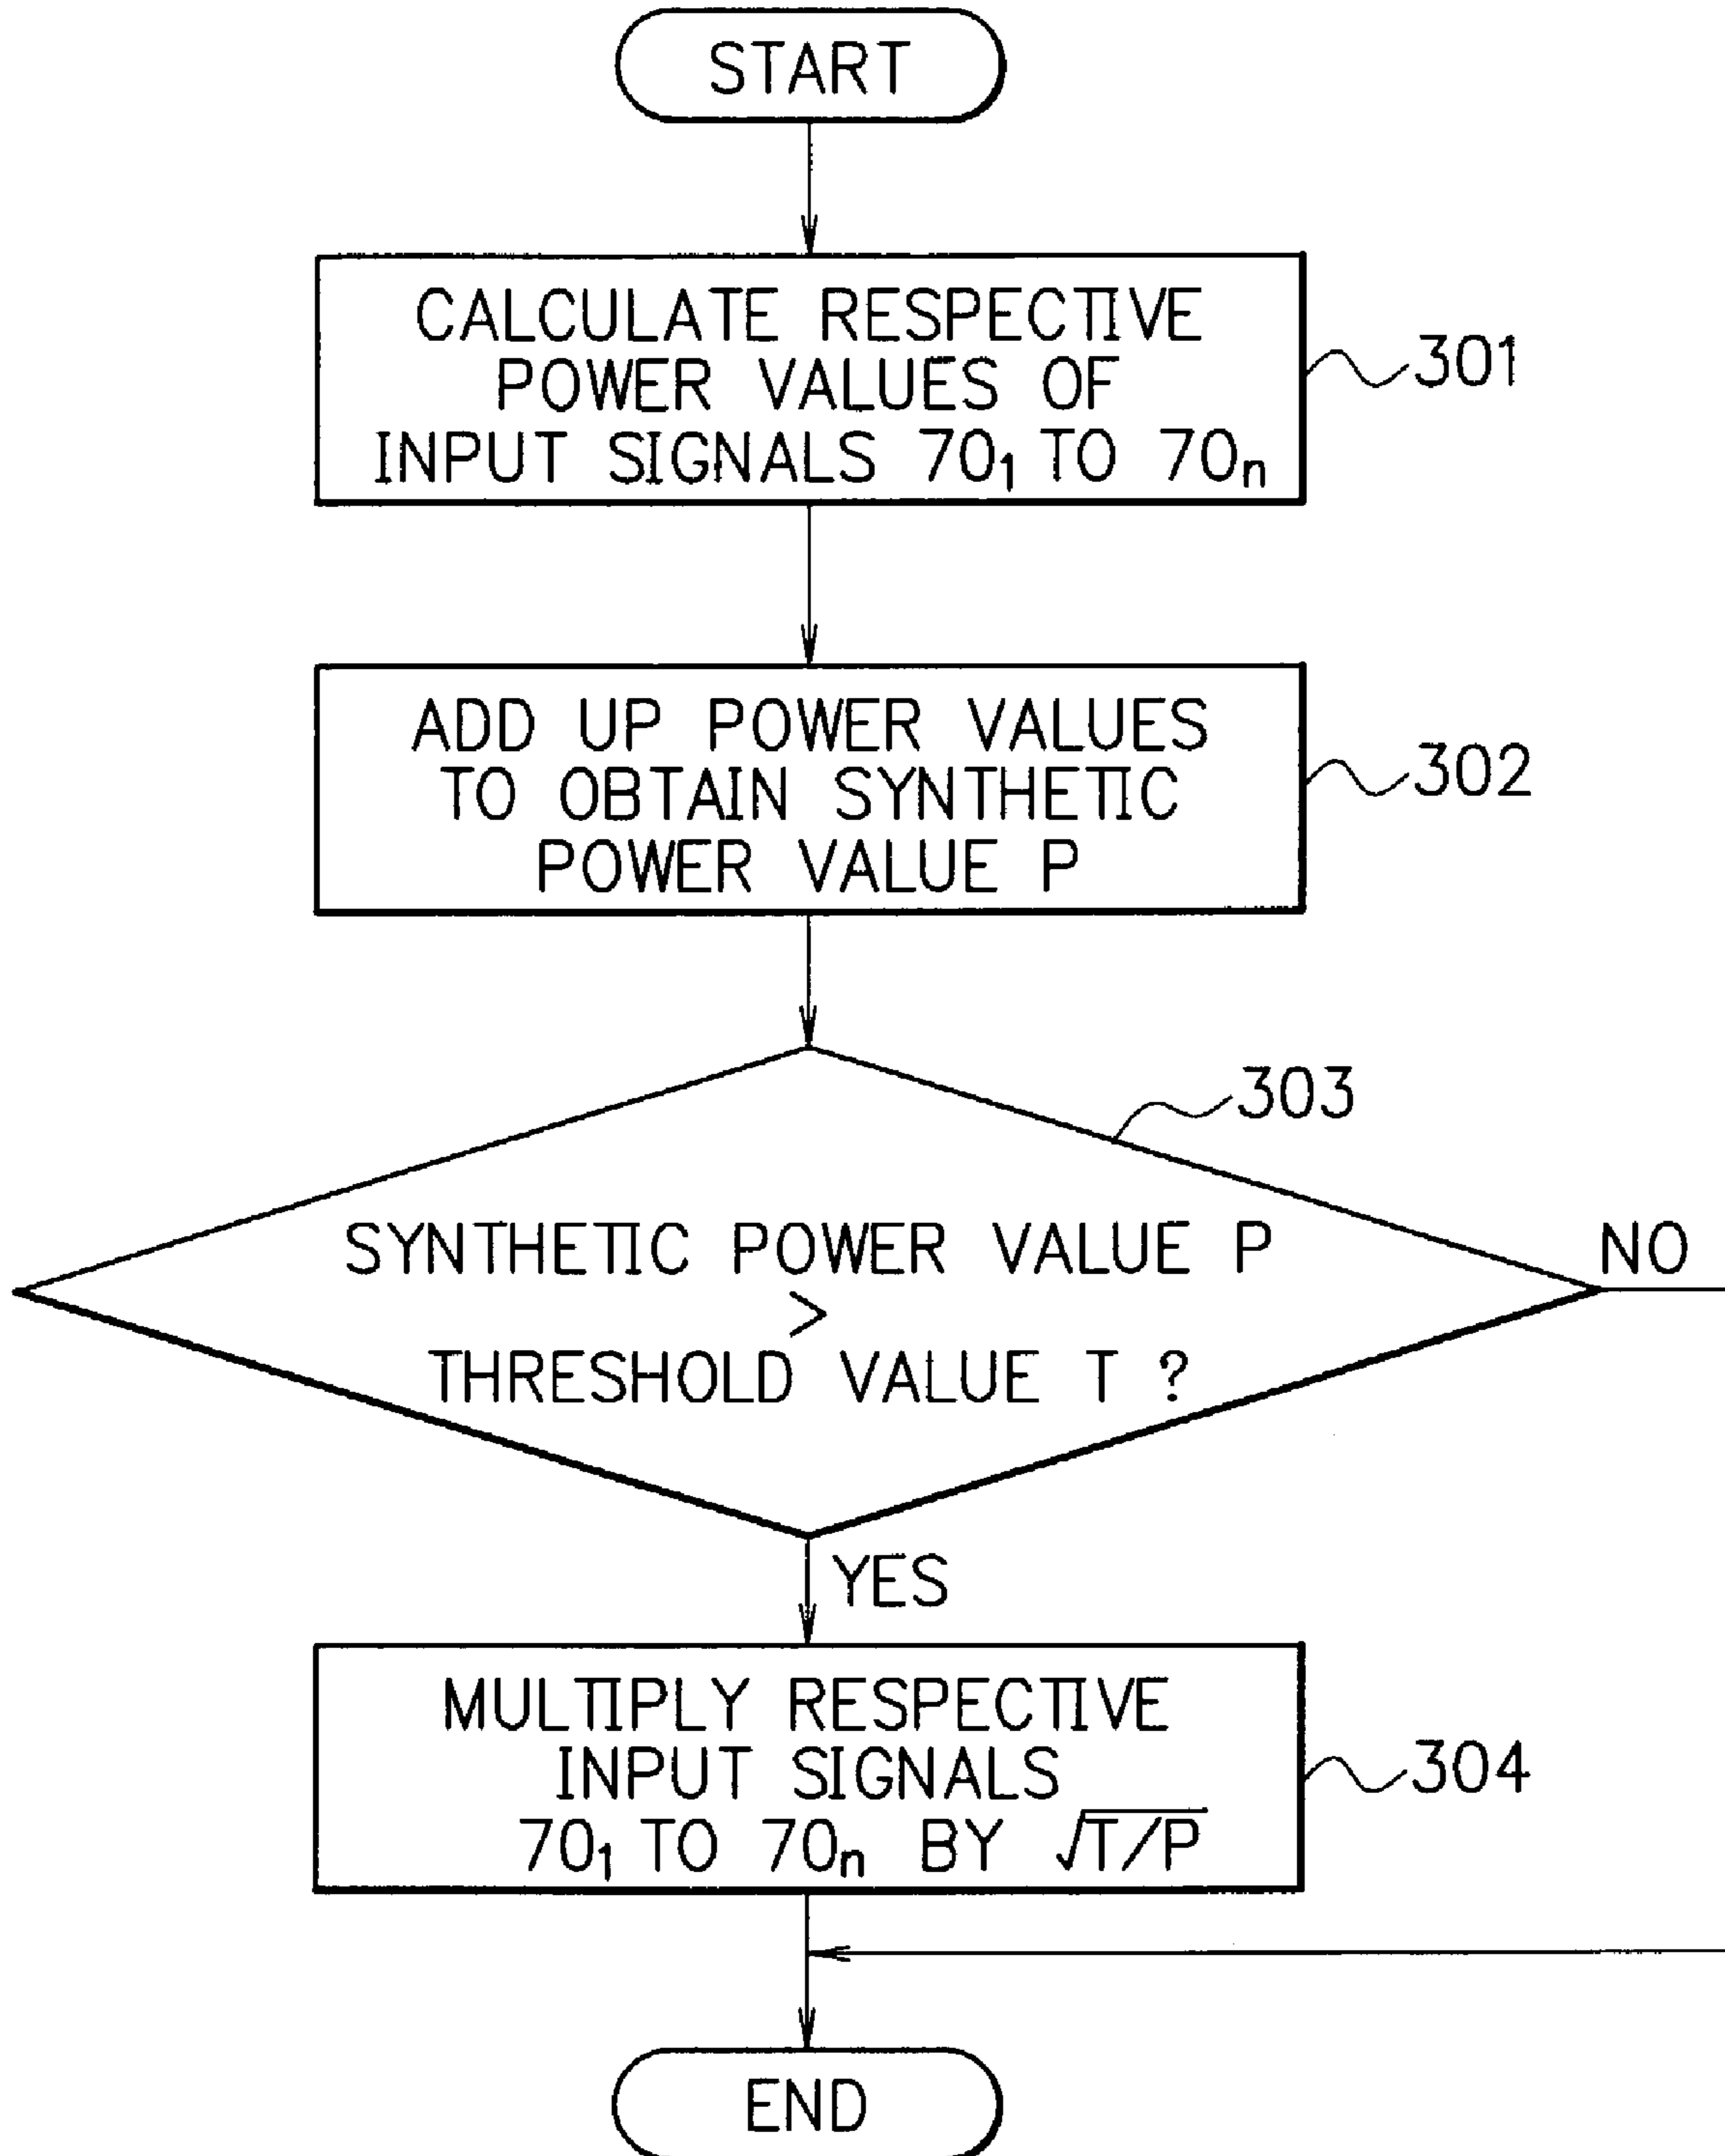 START
CALCULATE RESPECTIVE
POWER VALUES OF
INPUT SIGNALS 70₁ TO 70ₙ
301
ADD UP POWER VALUES
TO OBTAIN SYNTHETIC
POWER VALUE P
302
303
SYNTHETIC POWER VALUE P
>
THRESHOLD VALUE T ?
NO
YES
MULTIPLY RESPECTIVE
INPUT SIGNALS
70₁ TO 70ₙ BY √T/P
304
END